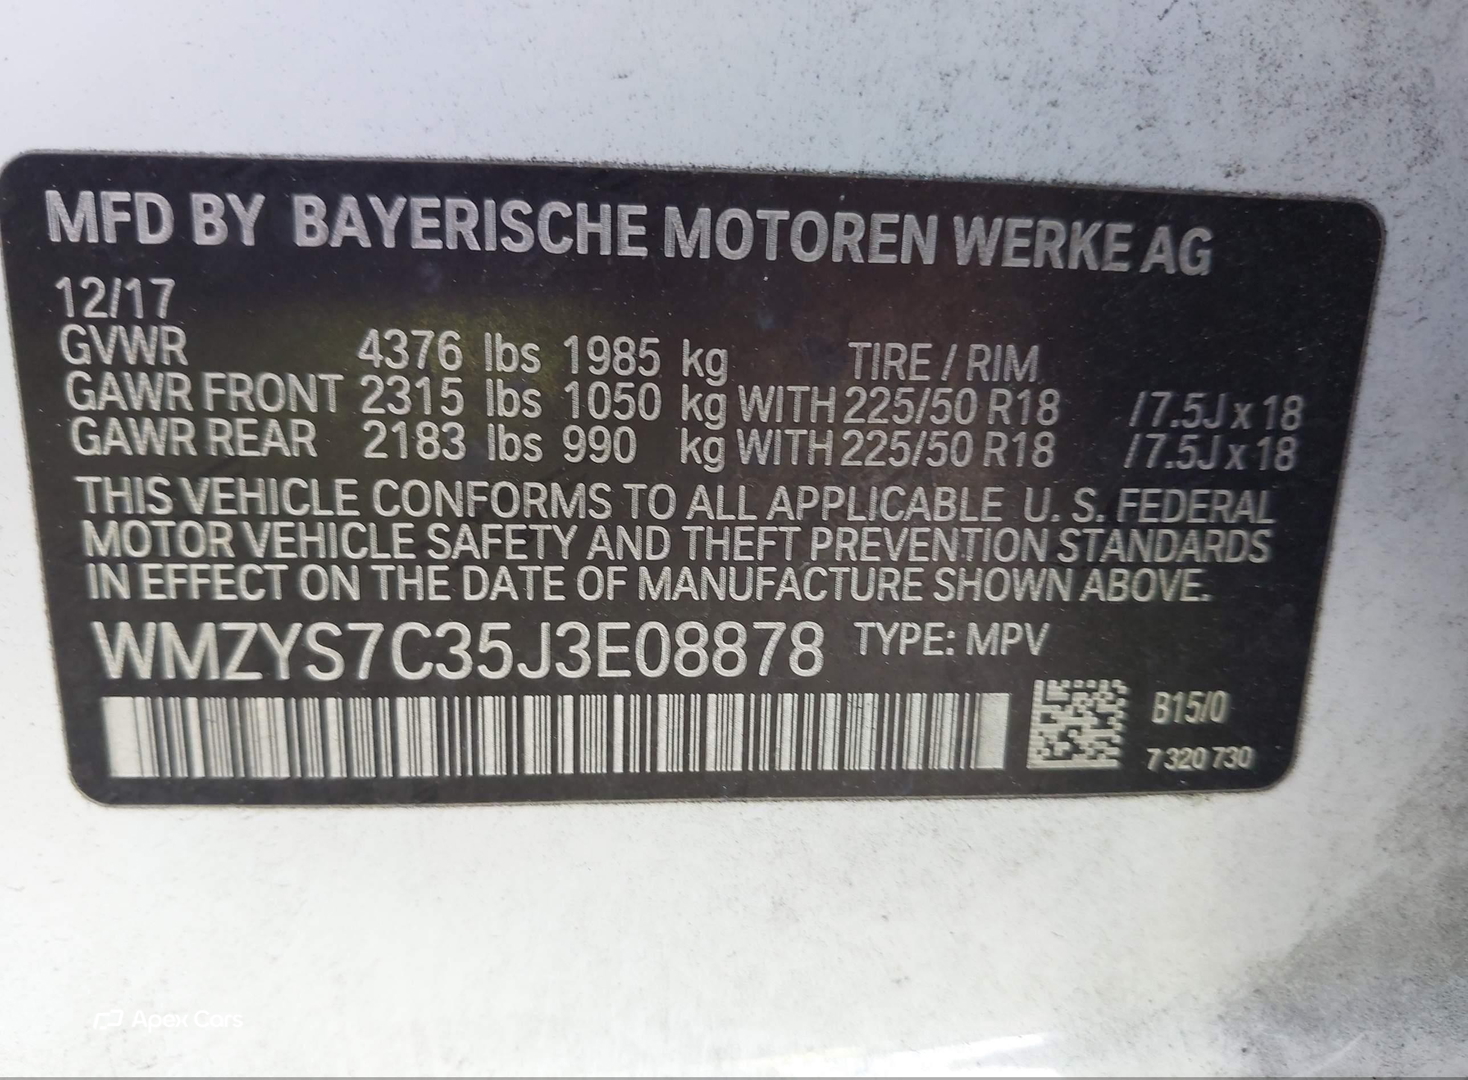 MFD BY BAYERISCHE MOTOREN WERKE AG
12/17
GVWR 4376 lbs 1985 kg TIRE / RIM
GAWR FRONT 2315 lbs 1050 kg WITH 225/50 R18 /7.5J x 18
GAWR REAR 2183 lbs 990 kg WITH 225/50 R18 /7.5J x 18
THIS VEHICLE CONFORMS TO ALL APPLICABLE U. S. FEDERAL
MOTOR VEHICLE SAFETY AND THEFT PREVENTION STANDARDS
IN EFFECT ON THE DATE OF MANUFACTURE SHOWN ABOVE.
WMZYS7C35J3E08878 TYPE: MPV
B15/0
7 320 730
Apex Cars